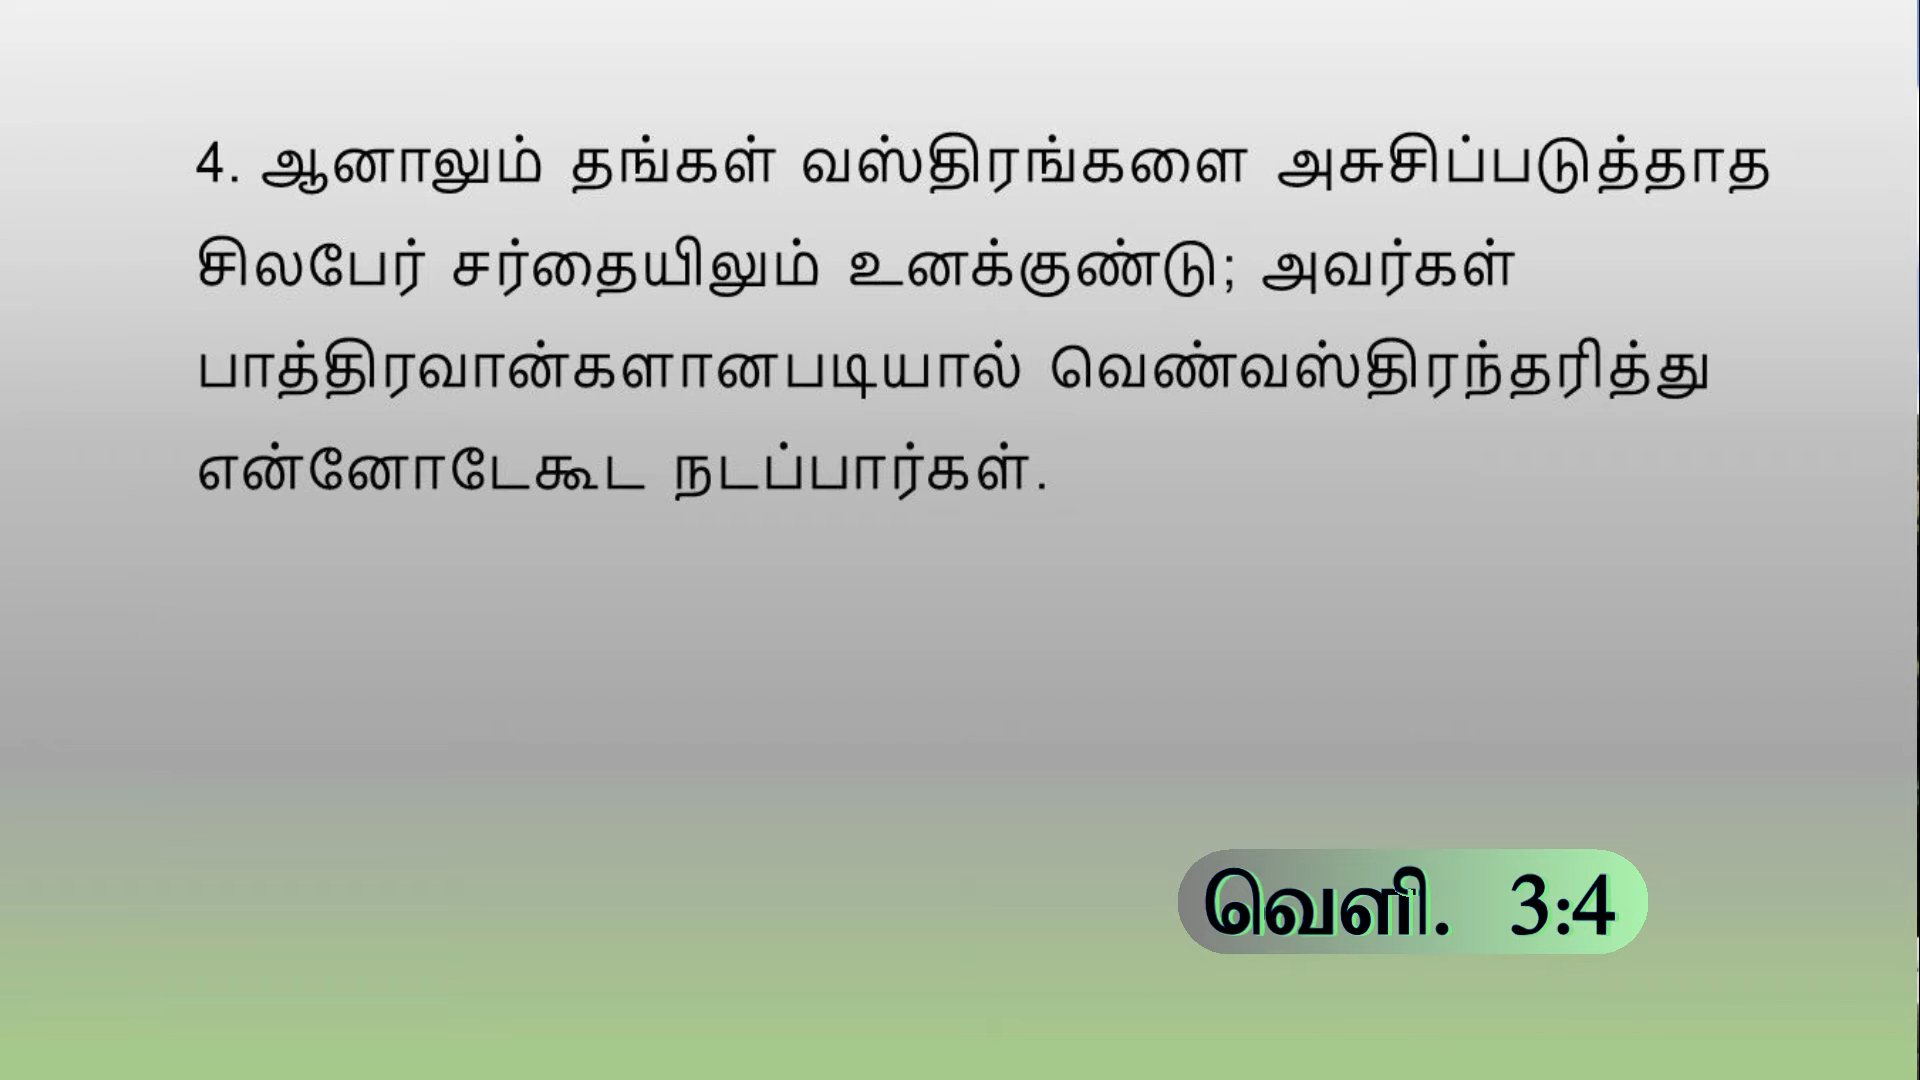 4. ஆனாலும் தங்கள் வஸ்திரங்களை அசுசிப்படுத்தாத
சிலபேர் சர்தையிலும் உனக்குண்டு; அவர்கள்
பாத்திரவான்களானபடியால் வெண்வஸ்திரந்தரித்து
என்னோடேகூட நடப்பார்கள்.
வெளி. 3:4